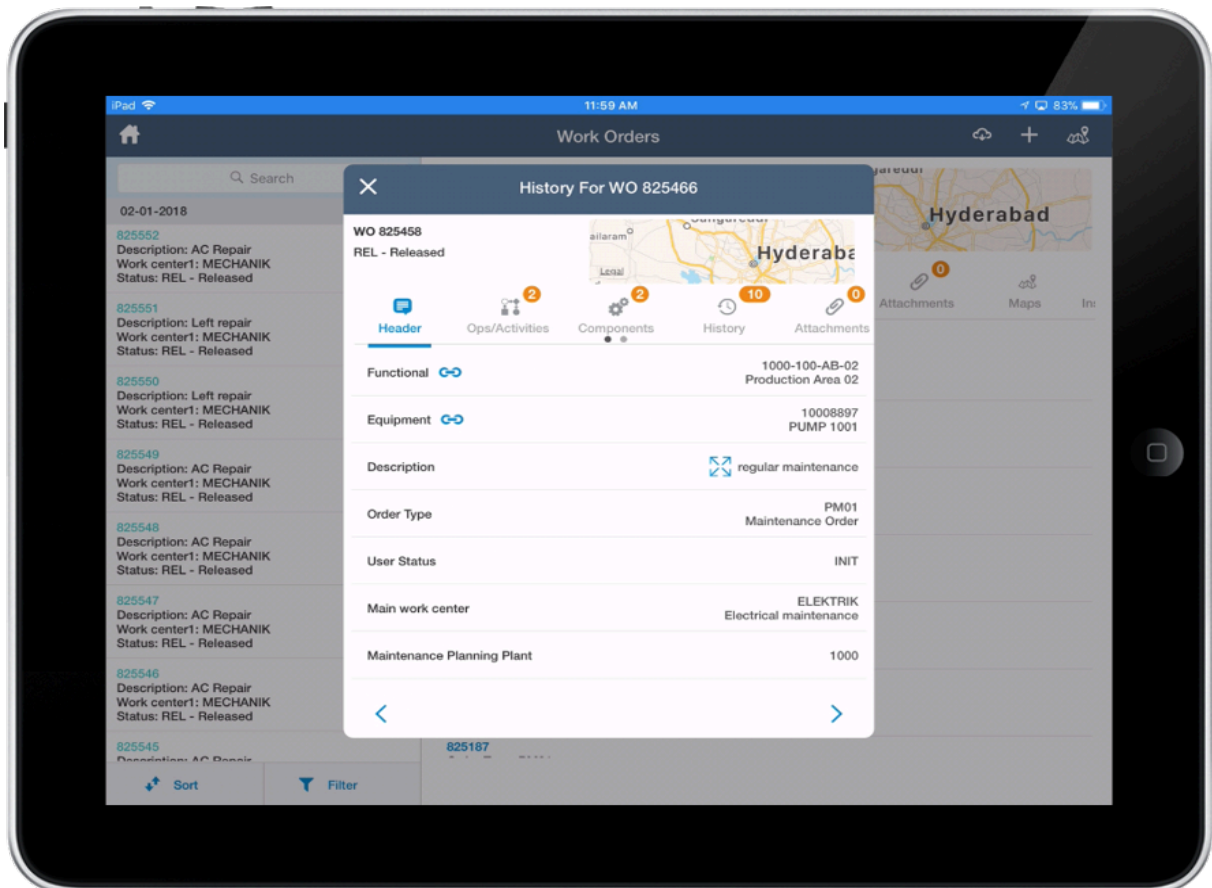 iPad
11:59 AM
83%
Work Orders
Search
02-01-2018
825552
Description: AC Repair
Work center1: MECHANIK
Status: REL - Released
825551
Description: Left repair
Work center1: MECHANIK
Status: REL - Released
825550
Description: Left repair
Work center1: MECHANIK
Status: REL - Released
825549
Description: AC Repair
Work center1: MECHANIK
Status: REL - Released
825548
Description: AC Repair
Work center1: MECHANIK
Status: REL - Released
825547
Description: AC Repair
Work center1: MECHANIK
Status: REL - Released
825546
Description: AC Repair
Work center1: MECHANIK
Status: REL - Released
825545
Description: AC Repair
Sort
Filter
History For WO 825466
WO 825458
REL - Released
ailaram
Legal
Hyderaba
Header
2
Ops/Activities
2
Components
10
History
0
Attachments
Functional
1000-100-AB-02
Production Area 02
Equipment
10008897
PUMP 1001
Description
regular maintenance
Order Type
PM01
Maintenance Order
User Status
INIT
Main work center
ELEKTRIK
Electrical maintenance
Maintenance Planning Plant
1000
Hyderabad
0
Attachments
Maps
825187